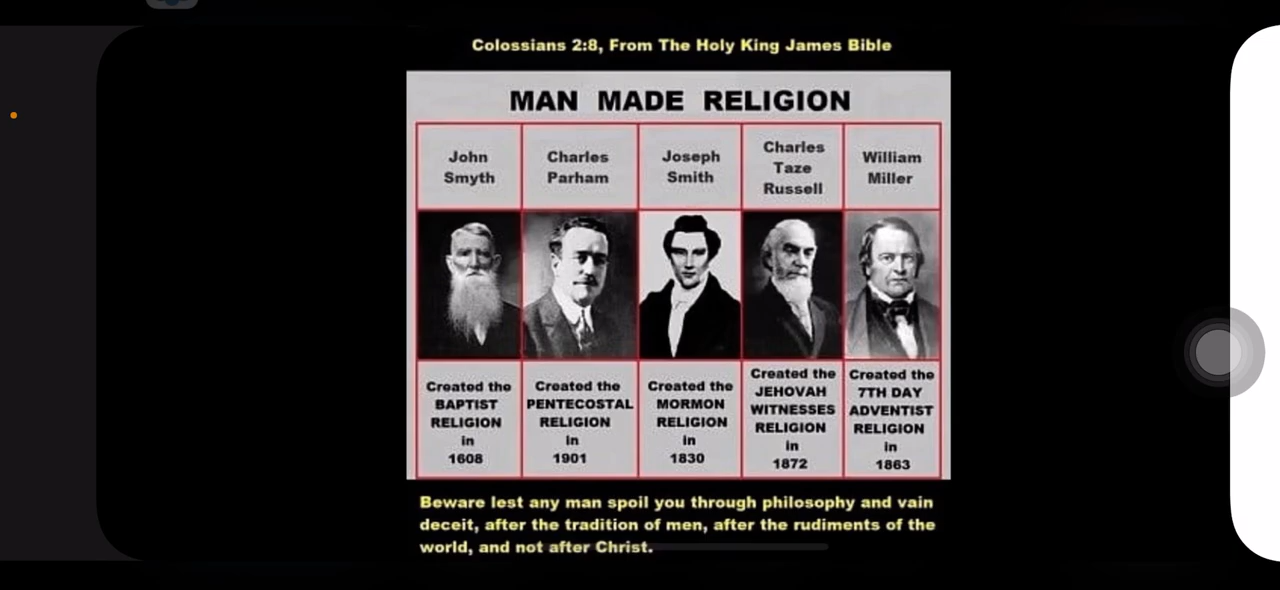 Colossians 2:8, From The Holy King James Bible
MAN MADE RELIGION
John
Smyth
Charles
Parham
Joseph
Smith
Charles
Taze
Russell
William
Miller
Created the
BAPTIST
RELIGION
in
1608
Created the
PENTECOSTAL
RELIGION
in
1901
Created the
MORMON
RELIGION
in
1830
Created the
JEHOVAH
WITNESSES
RELIGION
in
1872
Created the
7TH DAY
ADVENTIST
RELIGION
in
1863
Beware lest any man spoil you through philosophy and vain
deceit, after the tradition of men, after the rudiments of the
world, and not after Christ.